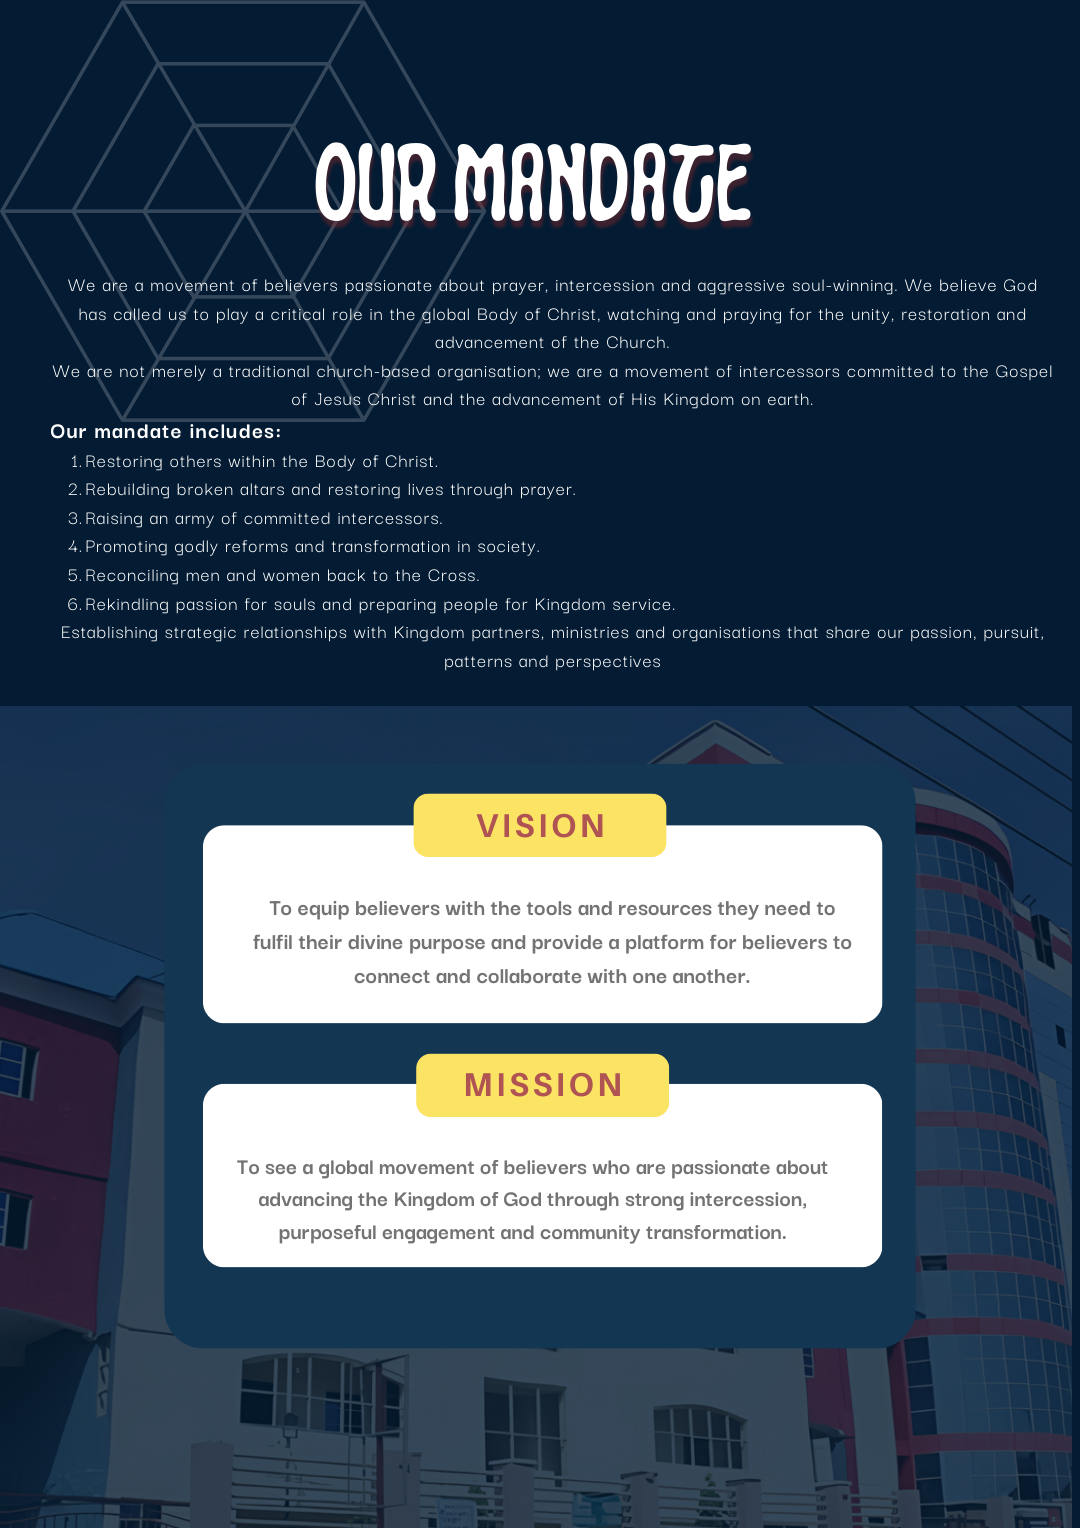 OUR MANDATE
We are a movement of believers passionate about prayer, intercession and aggressive soul-winning. We believe God
has called us to play a critical role in the global Body of Christ, watching and praying for the unity, restoration and
advancement of the Church.
We are not merely a traditional church-based organisation; we are a movement of intercessors committed to the Gospel
of Jesus Christ and the advancement of His Kingdom on earth.
Our mandate includes:
1. Restoring others within the Body of Christ.
2. Rebuilding broken altars and restoring lives through prayer.
3. Raising an army of committed intercessors.
4. Promoting godly reforms and transformation in society.
5. Reconciling men and women back to the Cross.
6. Rekindling passion for souls and preparing people for Kingdom service.
Establishing strategic relationships with Kingdom partners, ministries and organisations that share our passion, pursuit,
patterns and perspectives
VISION
To equip believers with the tools and resources they need to
fulfil their divine purpose and provide a platform for believers to
connect and collaborate with one another.
MISSION
To see a global movement of believers who are passionate about
advancing the Kingdom of God through strong intercession,
purposeful engagement and community transformation.